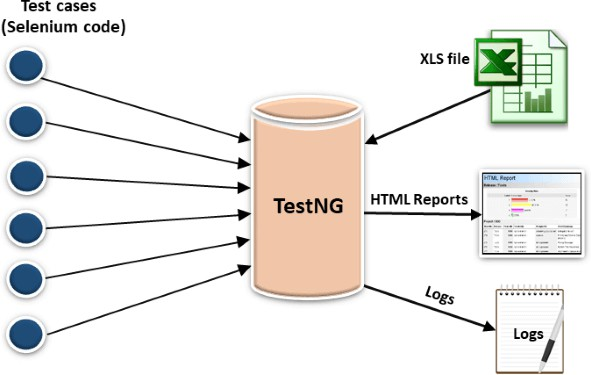 Test cases
(Selenium code)
XLS file
TestNG
HTML Reports
HTML Report
Logs
Logs